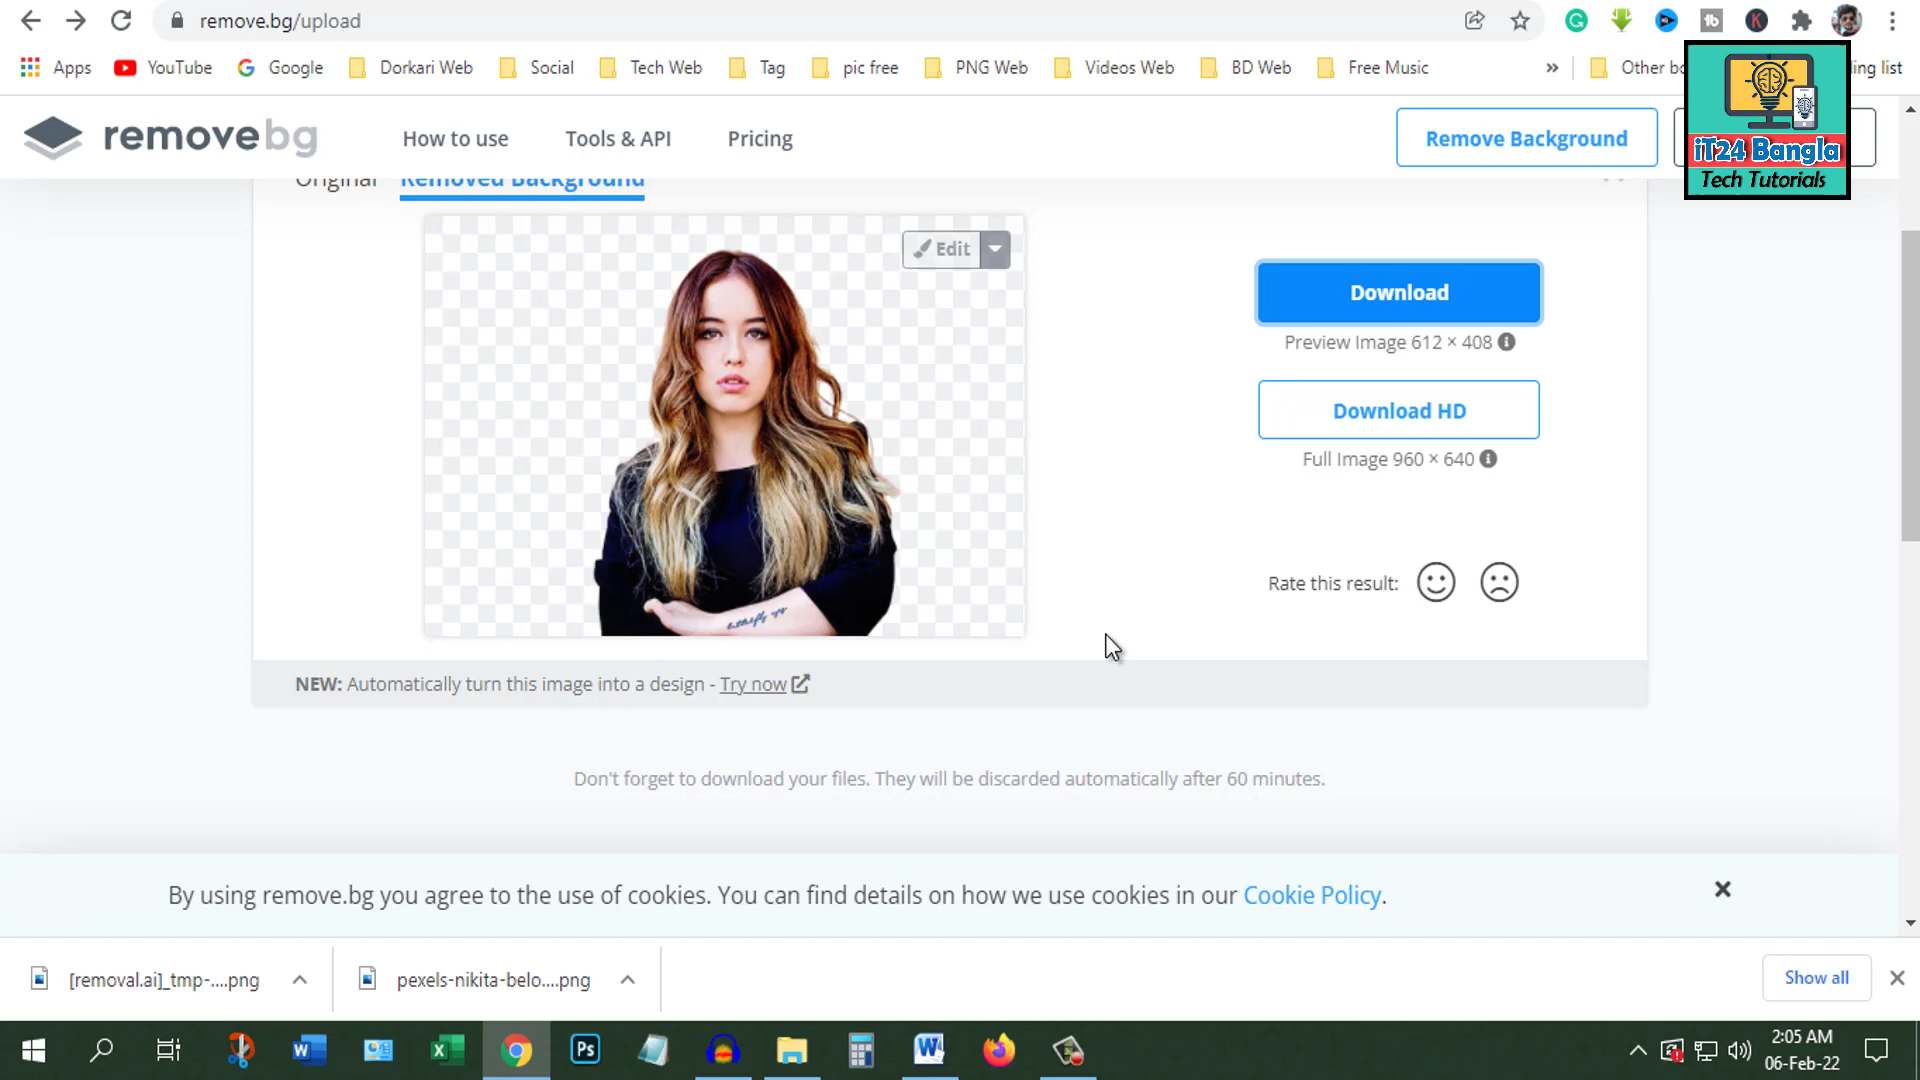 remove.bg/upload
Apps YouTube Google Dorkari Web Social Tech Web Tag pic free PNG Web Videos Web BD Web Free Music » Other bo ing list
removebg How to use Tools & API Pricing Remove Background
iT24 Bangla
Tech Tutorials
Original Removed Background
Edit
Download
Preview Image 612 × 408
Download HD
Full Image 960 × 640
Rate this result:
NEW: Automatically turn this image into a design - Try now
Don't forget to download your files. They will be discarded automatically after 60 minutes.
By using remove.bg you agree to the use of cookies. You can find details on how we use cookies in our Cookie Policy.
[removal.ai]_tmp-....png pexels-nikita-belo....png Show all
2:05 AM
06-Feb-22